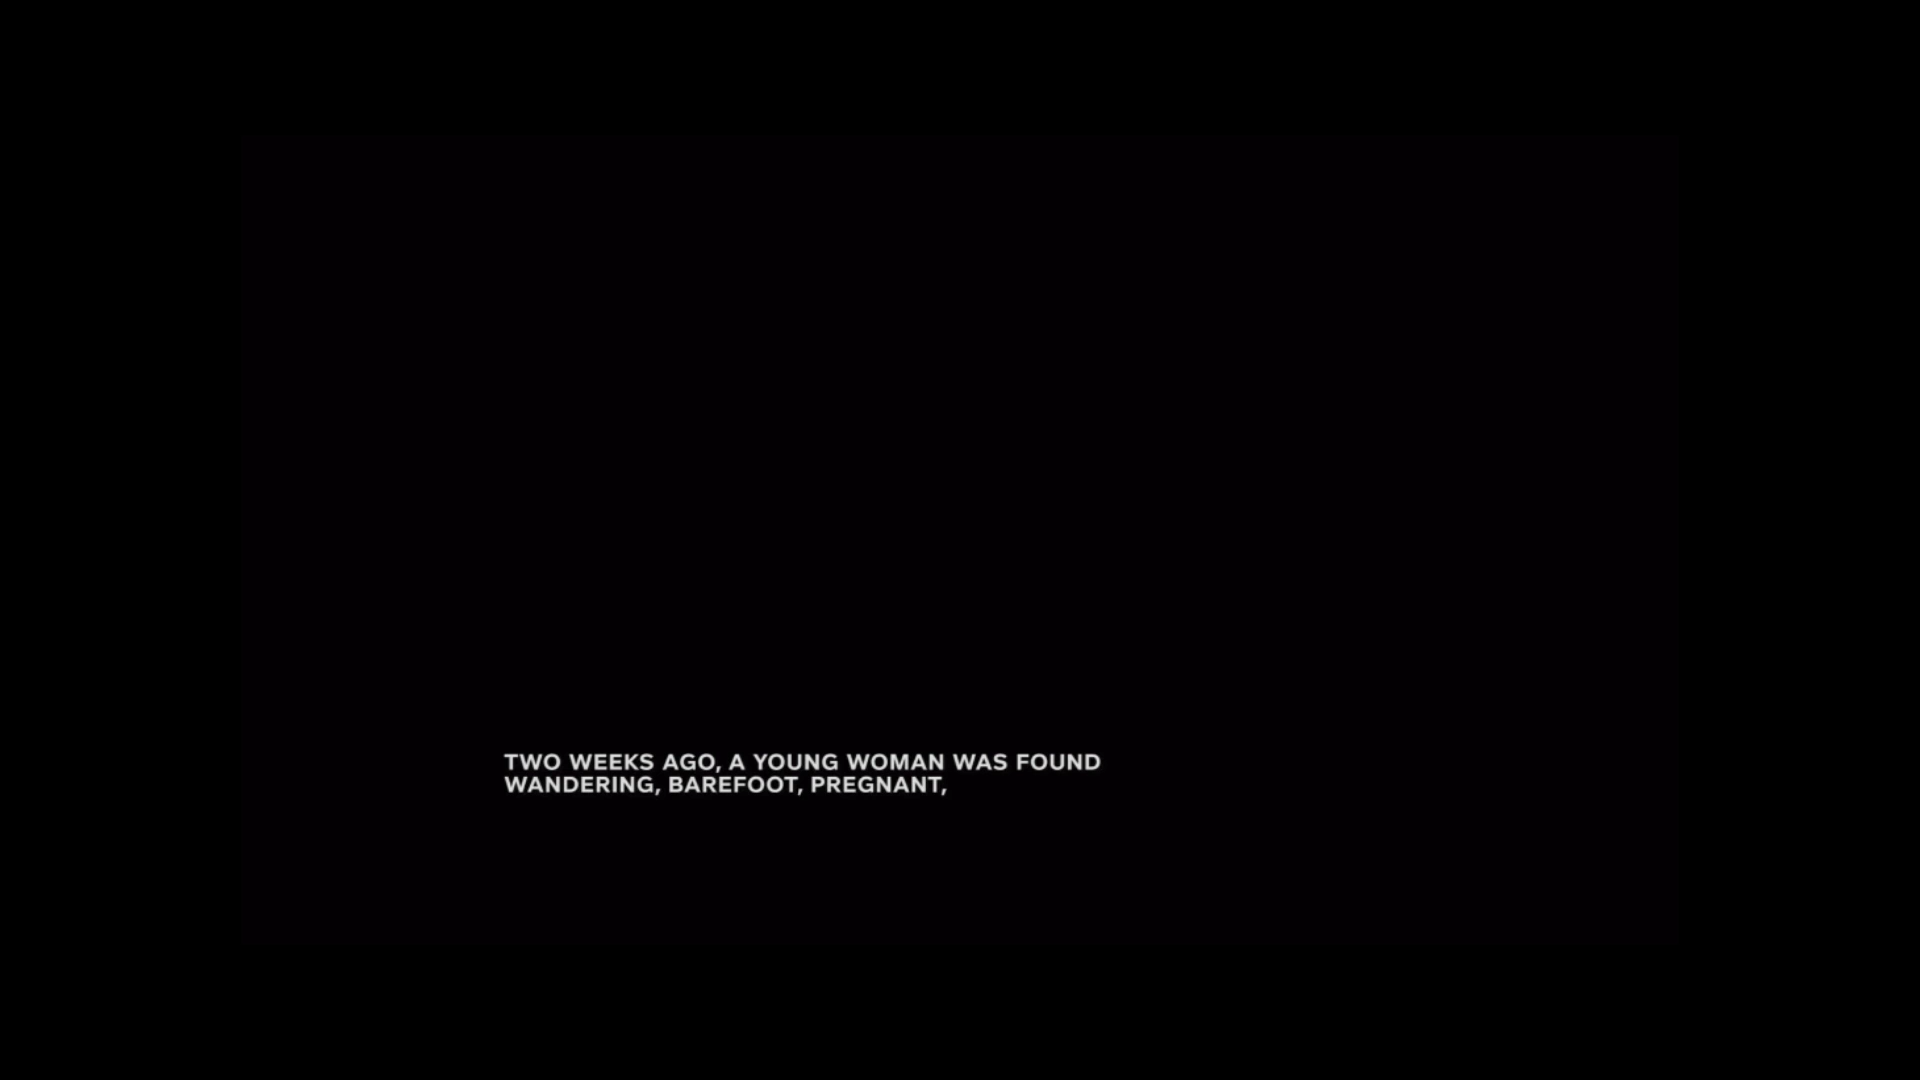 TWO WEEKS AGO, A YOUNG WOMAN WAS FOUND
WANDERING, BAREFOOT, PREGNANT,